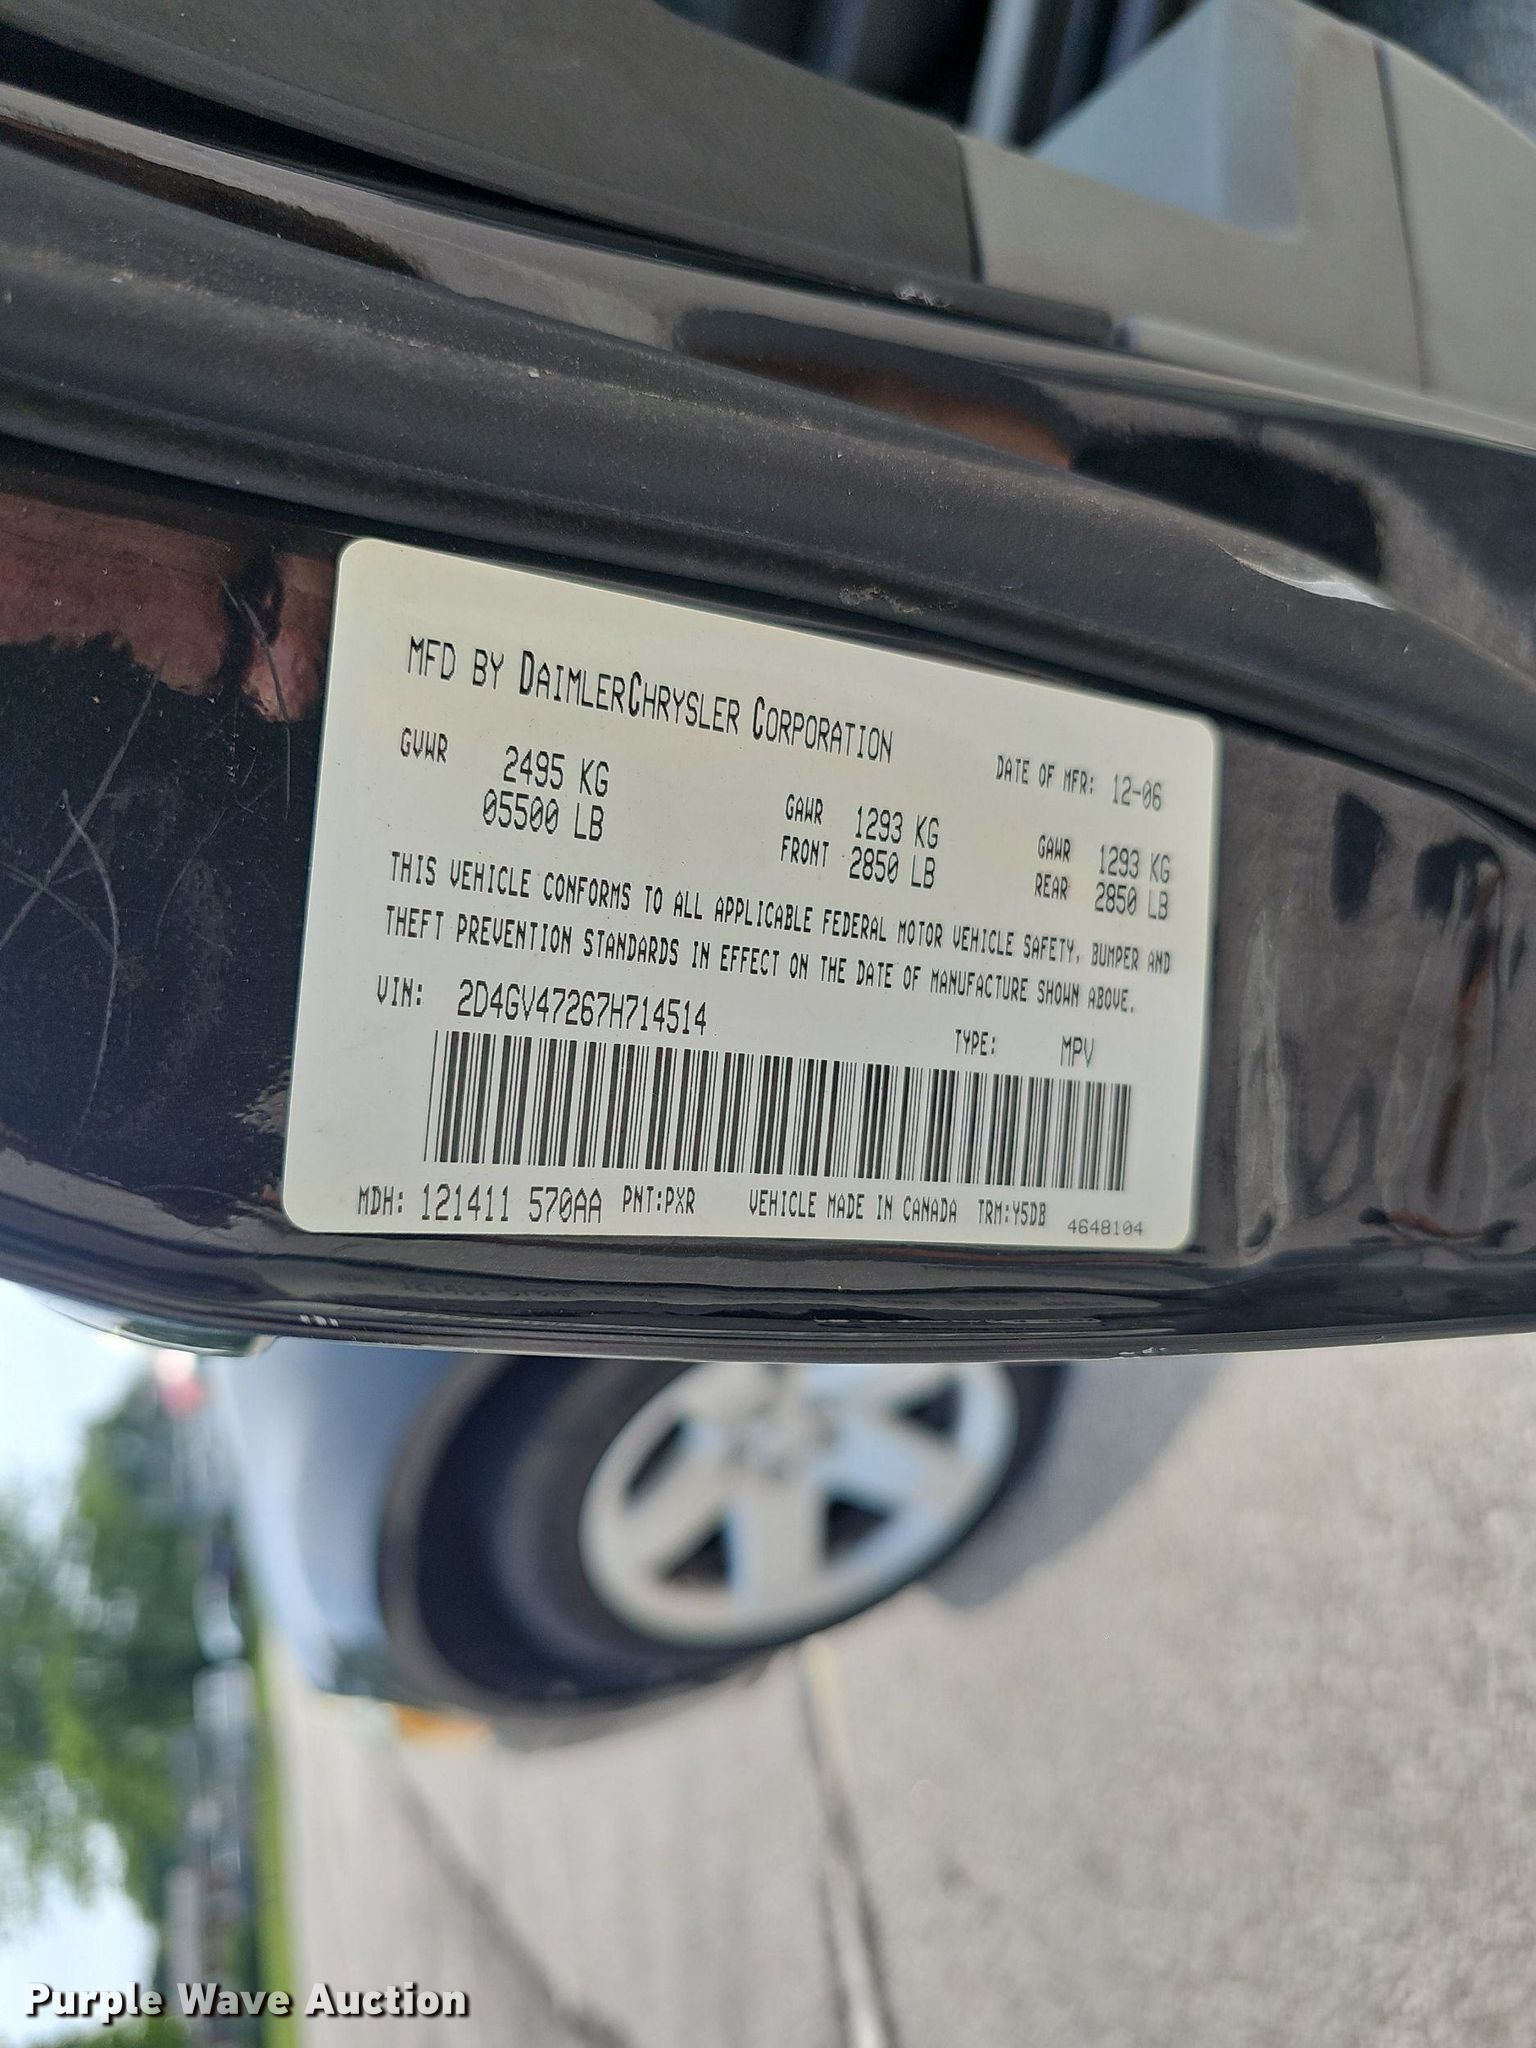 MFD BY DAIMLERCHRYSLER CORPORATION
DATE OF MFR: 12-06
GVWR 2495 KG
05500 LB
GAWR FRONT 1293 KG
2850 LB
GAWR REAR 1293 KG
2850 LB
THIS VEHICLE CONFORMS TO ALL APPLICABLE FEDERAL MOTOR VEHICLE SAFETY, BUMPER AND
THEFT PREVENTION STANDARDS IN EFFECT ON THE DATE OF MANUFACTURE SHOWN ABOVE.
VIN: 2D4GV47267H714514
TYPE: MPV
MDH: 121411 570AA PNT:PXR VEHICLE MADE IN CANADA TRM:Y5DB 4648104
Purple Wave Auction